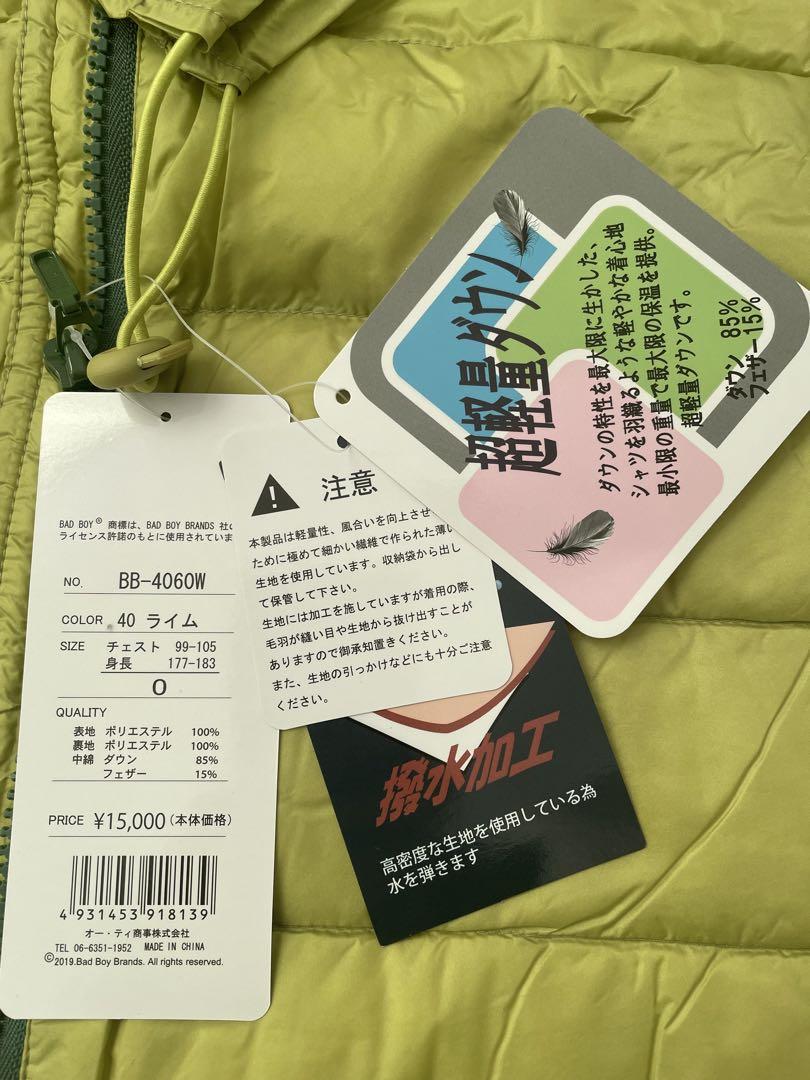 BAD BOY® 商標は、BAD BOY BRANDS 社の
ライセンス許諾のもとに使用されていま
NO. BB-4060W
COLOR 40 ライム
SIZE チェスト 99-105
身長 177-183
O
QUALITY
表地 ポリエステル 100%
裏地 ポリエステル 100%
中綿 ダウン 85%
フェザー 15%
PRICE ¥15,000(本体価格)
4 931453 918139
オー・ティ商事株式会社
TEL 06-6351-1952 MADE IN CHINA
©2019.Bad Boy Brands. All rights reserved.
注意
本製品は軽量性、風合いを向上させ
ために極めて細かい繊維で作られた薄い
生地を使用しています。収納袋から出し
て保管して下さい。
生地には加工を施していますが着用の際、
毛羽が縫い目や生地から抜け出すことが
ありますので御承知置きください。
また、生地の引っかけなどにも十分ご注意
ください。
超軽量ダウン
ダウンの特性を最大限に生かした、
シャツを羽織るような軽やかな着心地
最小限の重量で最大限の保温を提供。
超軽量ダウンです。
ダウン 85%
フェザー15%
撥水加工
高密度な生地を使用している為
水を弾きます